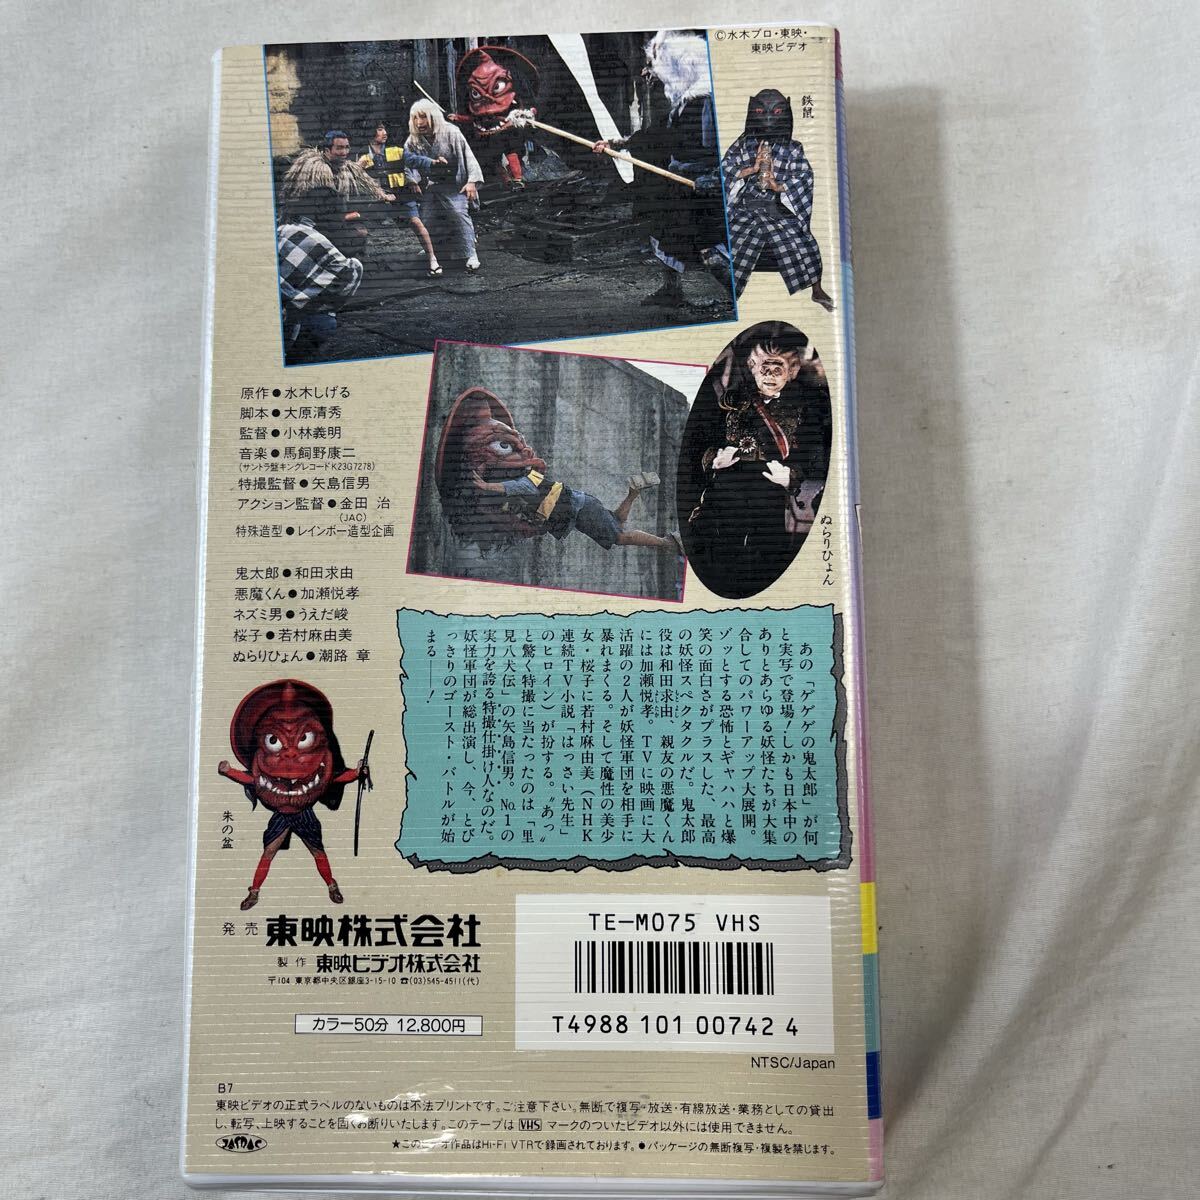 ©水木プロ・東映・
東映ビデオ
鉄鼠
ぬらりひょん
原作●水木しげる
脚本●大原清秀
監督●小林義明
音楽●馬飼野康二
(サントラ盤キングレコードK23G7278)
特撮監督●矢島信男
アクション監督●金田 治
(JAC)
特殊造型●レインボー造型企画
鬼太郎●和田求由
悪魔くん●加瀬悦孝
ネズミ男●うえだ峻
桜子●若村麻由美
ぬらりひょん●潮路 章
あの「ゲゲゲの鬼太郎」が何
と実写で登場!しかも日本中の
ありとあらゆる妖怪たちが大集
合してのパワーアップ大展開。
ゾッとする恐怖とギャハハと爆
笑の面白さがプラスした、最高
の妖怪スペクタクルだ。鬼太郎
役は和田求由、親友の悪魔くん
には加瀬悦孝。TVに映画に大
活躍の2人が妖怪軍団を相手に
暴れまくる。そして魔性の美少
女・桜子に若村麻由美(NHK
連続TV小説「はっさい先生」
のヒロイン)が扮する。“あっ”
と驚く特撮に当たったのは「里
見八犬伝」の矢島信男。No.1の
実力を誇る特撮仕掛け人なのだ。
妖怪軍団が総出演し、今、とび
っきりのゴースト・バトルが始
まる――!
朱の盆
発売 東映株式会社
製作 東映ビデオ株式会社
〒104 東京都中央区銀座3-15-10 ☎(03)545-4511(代)
カラー50分 12,800円
TE-M075 VHS
T4988 101 00742 4
NTSC/Japan
B7
東映ビデオの正式ラベルのないものは不法プリントです。ご注意下さい。無断で複写・放送・有線放送・業務としての貸出
し、転写、上映することを固くお断りいたします。このテープはVHSマークのついたビデオ以外には使用できません。
JASRAC
★このビデオ作品はHi-Fi VTRで録画されております。●パッケージの無断複写・複製を禁じます。